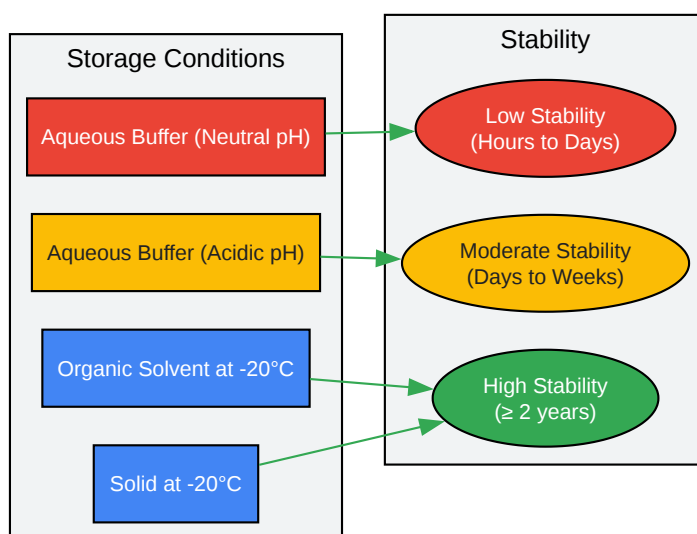 Storage Conditions
Aqueous Buffer (Neutral pH)
Aqueous Buffer (Acidic pH)
Organic Solvent at -20°C
Solid at -20°C
Stability
Low Stability
(Hours to Days)
Moderate Stability
(Days to Weeks)
High Stability
(≥ 2 years)